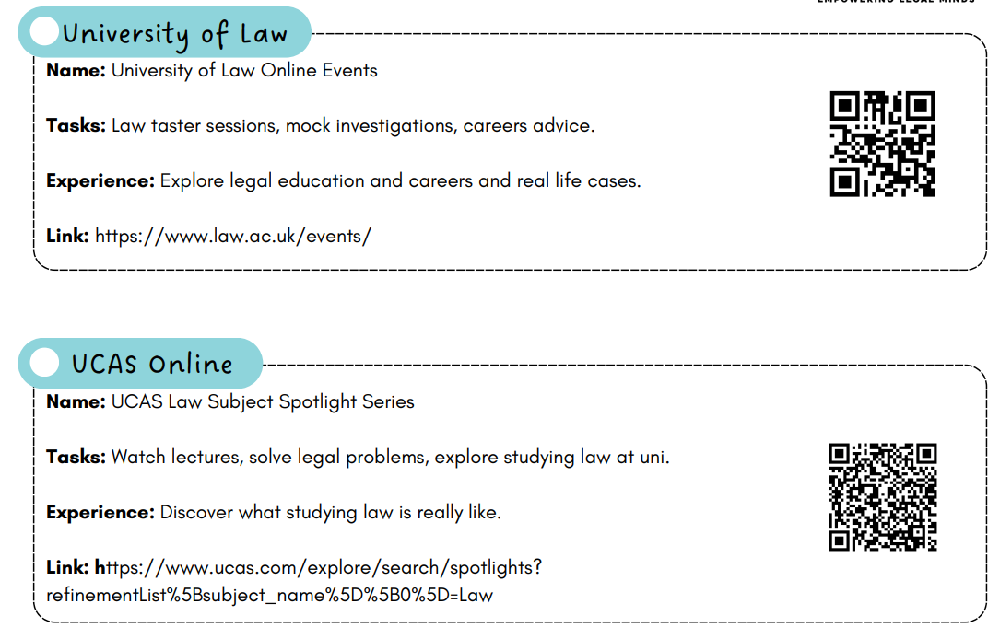 EMPOWERING LEGAL MINDS
University of Law
Name: University of Law Online Events
Tasks: Law taster sessions, mock investigations, careers advice.
Experience: Explore legal education and careers and real life cases.
Link: https://www.law.ac.uk/events/
UCAS Online
Name: UCAS Law Subject Spotlight Series
Tasks: Watch lectures, solve legal problems, explore studying law at uni.
Experience: Discover what studying law is really like.
Link: https://www.ucas.com/explore/search/spotlights?
refinementList%5Bsubject_name%5D%5B0%5D=Law